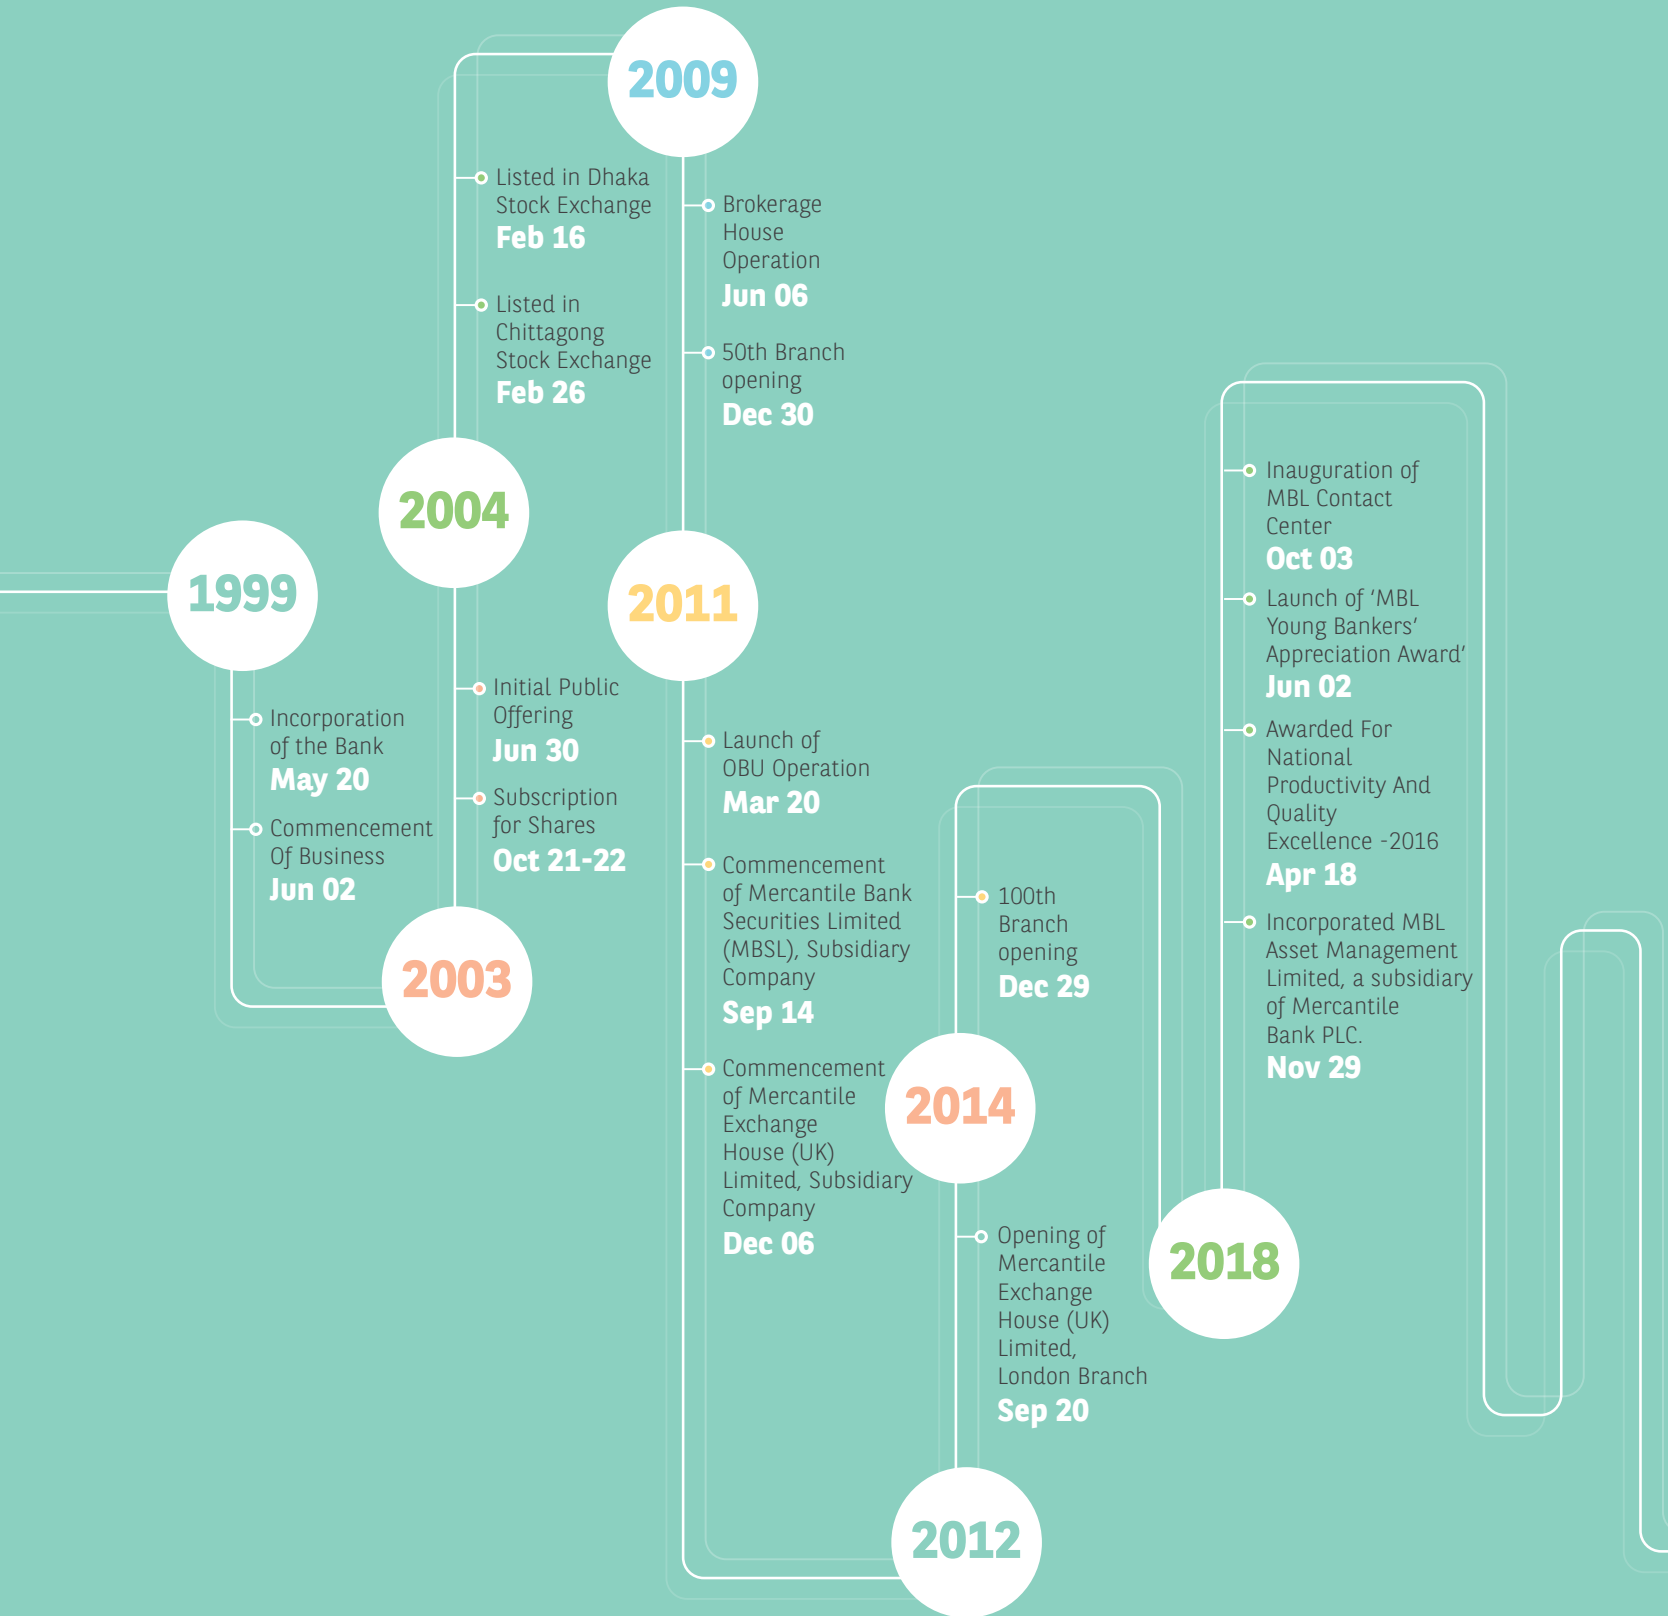 1999
Incorporation
of the Bank
May 20
Commencement
Of Business
Jun 02
2003
Initial Public
Offering
Jun 30
Subscription
for Shares
Oct 21-22
2004
Listed in Dhaka
Stock Exchange
Feb 16
Listed in
Chittagong
Stock Exchange
Feb 26
2009
Brokerage
House
Operation
Jun 06
50th Branch
opening
Dec 30
2011
Launch of
OBU Operation
Mar 20
Commencement
of Mercantile Bank
Securities Limited
(MBSL), Subsidiary
Company
Sep 14
Commencement
of Mercantile
Exchange
House (UK)
Limited, Subsidiary
Company
Dec 06
2012
Opening of
Mercantile
Exchange
House (UK)
Limited,
London Branch
Sep 20
2014
100th
Branch
opening
Dec 29
2018
Inauguration of
MBL Contact
Center
Oct 03
Launch of ‘MBL
Young Bankers’
Appreciation Award’
Jun 02
Awarded For
National
Productivity And
Quality
Excellence -2016
Apr 18
Incorporated MBL
Asset Management
Limited, a subsidiary
of Mercantile
Bank PLC.
Nov 29